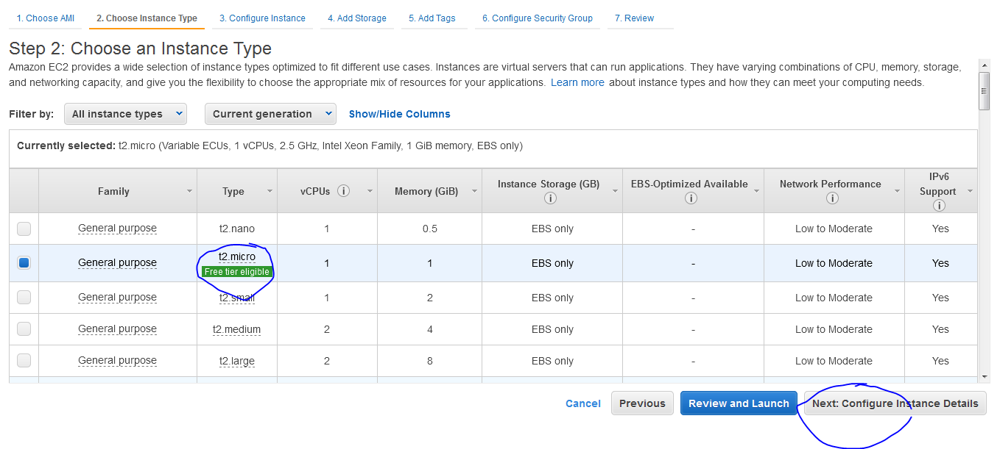 1. Choose AMI 2. Choose Instance Type 3. Configure Instance 4. Add Storage 5. Add Tags 6. Configure Security Group 7. Review
Step 2: Choose an Instance Type
Amazon EC2 provides a wide selection of instance types optimized to fit different use cases. Instances are virtual servers that can run applications. They have varying combinations of CPU, memory, storage,
and networking capacity, and give you the flexibility to choose the appropriate mix of resources for your applications. Learn more about instance types and how they can meet your computing needs.
Filter by: All instance types Current generation Show/Hide Columns
Currently selected: t2.micro (Variable ECUs, 1 vCPUs, 2.5 GHz, Intel Xeon Family, 1 GiB memory, EBS only)
Family Type vCPUs i Memory (GiB) Instance Storage (GB) i EBS-Optimized Available i Network Performance i IPv6 Support i
General purpose t2.nano 1 0.5 EBS only - Low to Moderate Yes
General purpose t2.micro Free tier eligible 1 1 EBS only - Low to Moderate Yes
General purpose t2.small 1 2 EBS only - Low to Moderate Yes
General purpose t2.medium 2 4 EBS only - Low to Moderate Yes
General purpose t2.large 2 8 EBS only - Low to Moderate Yes
Cancel Previous Review and Launch Next: Configure Instance Details